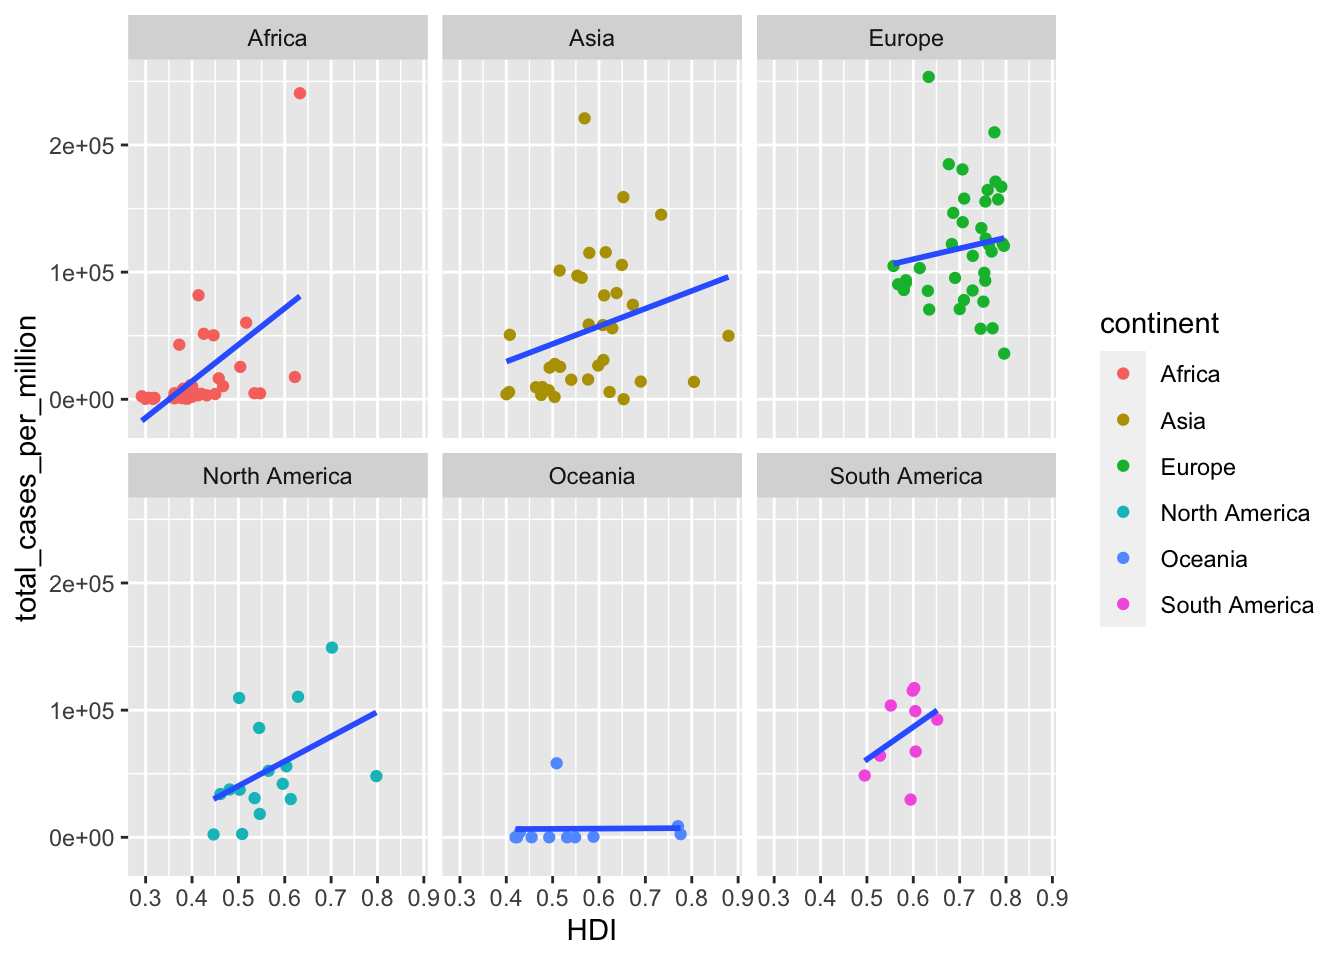 Africa
Asia
Europe
2e+05
1e+05
0e+00
North America
Oceania
South America
2e+05
1e+05
0e+00
0.3 0.4 0.5 0.6 0.7 0.8 0.9
0.3 0.4 0.5 0.6 0.7 0.8 0.9
0.3 0.4 0.5 0.6 0.7 0.8 0.9
HDI
total_cases_per_million
continent
Africa
Asia
Europe
North America
Oceania
South America